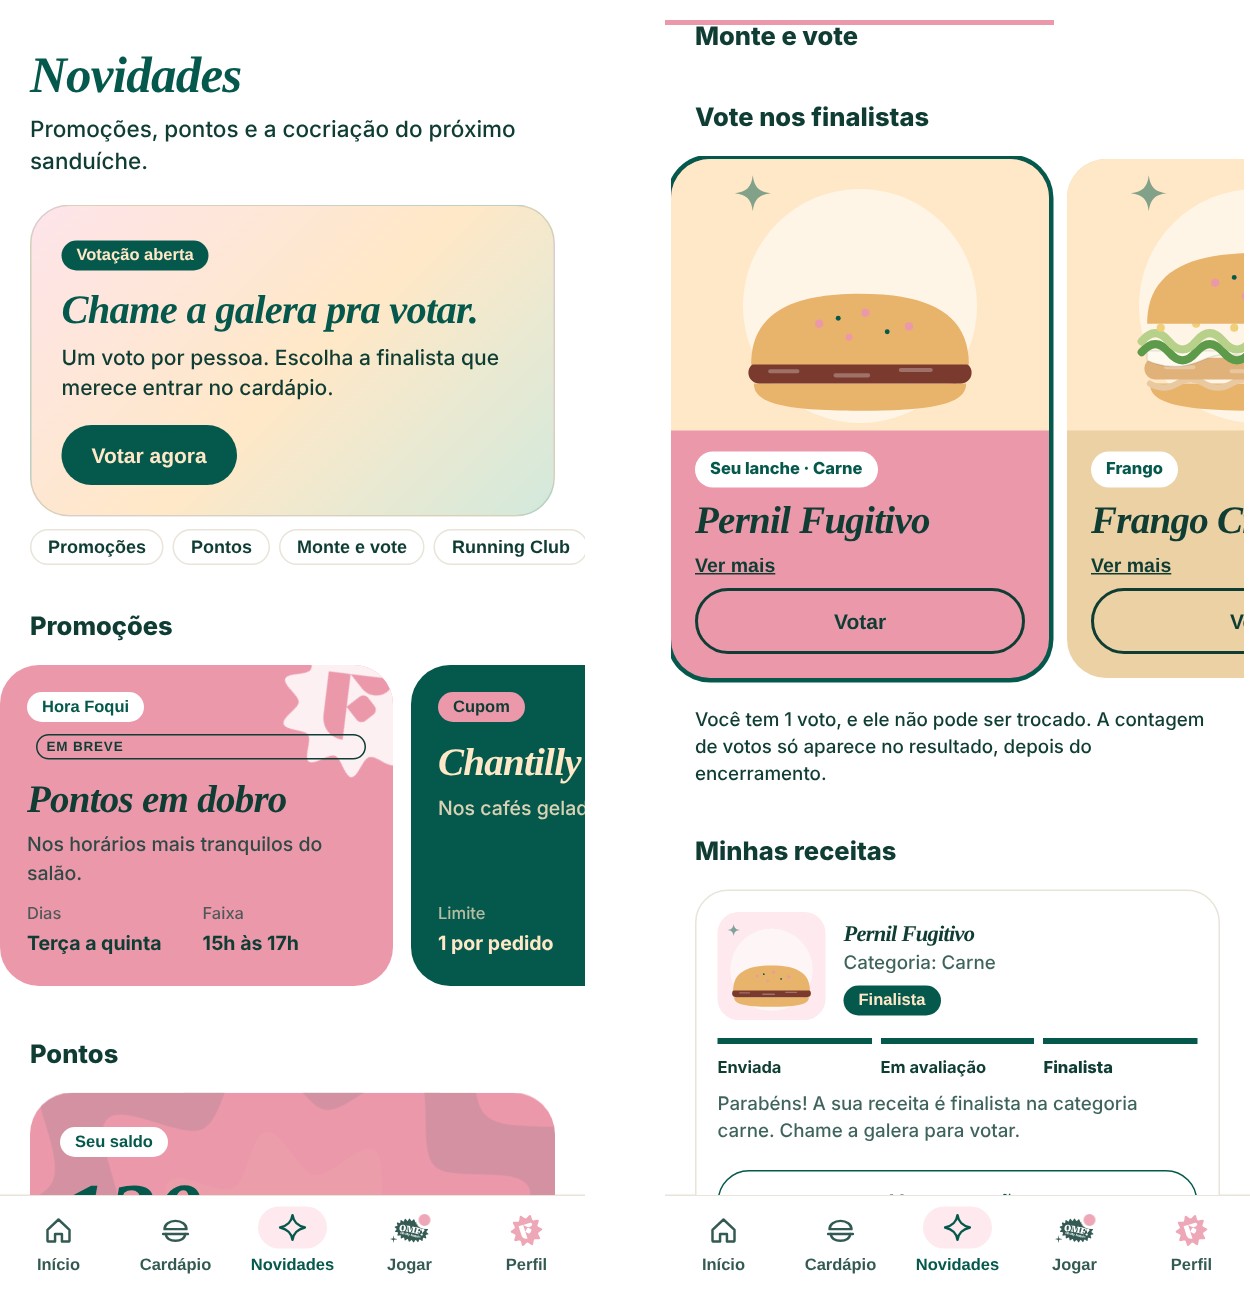 Novidades
Promoções, pontos e a cocriação do próximo
sanduíche.
Votação aberta
Chame a galera pra votar.
Um voto por pessoa. Escolha a finalista que
merece entrar no cardápio.
Votar agora
Promoções
Pontos
Monte e vote
Running Club
Promoções
Hora Foqui
EM BREVE
Pontos em dobro
Nos horários mais tranquilos do
salão.
Dias
Faixa
Terça a quinta
15h às 17h
Cupom
Chantilly
Nos cafés gelad
Limite
1 por pedido
Pontos
Seu saldo
Início
Cardápio
Novidades
Jogar
Perfil
Monte e vote
Vote nos finalistas
Seu lanche · Carne
Pernil Fugitivo
Ver mais
Votar
Frango
Frango C
Ver mais
Você tem 1 voto, e ele não pode ser trocado. A contagem
de votos só aparece no resultado, depois do
encerramento.
Minhas receitas
Pernil Fugitivo
Categoria: Carne
Finalista
Enviada
Em avaliação
Finalista
Parabéns! A sua receita é finalista na categoria
carne. Chame a galera para votar.
Início
Cardápio
Novidades
Jogar
Perfil